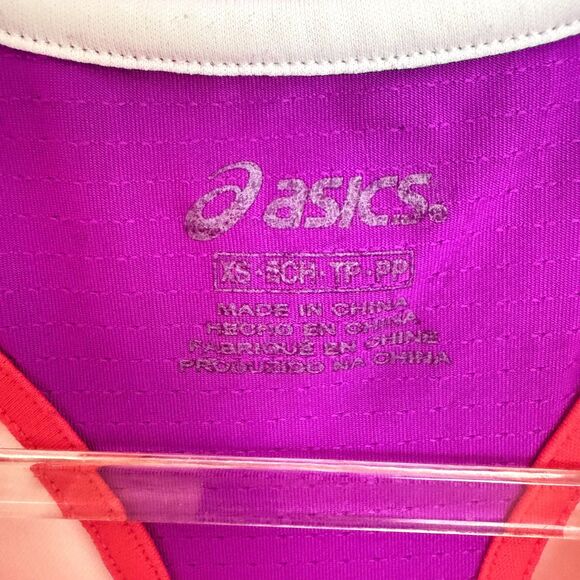 asics®
XS · ECH · TP · PP
MADE IN CHINA
HECHO EN CHINA
FABRIQUÉ EN CHINE
PRODUZIDO NA CHINA